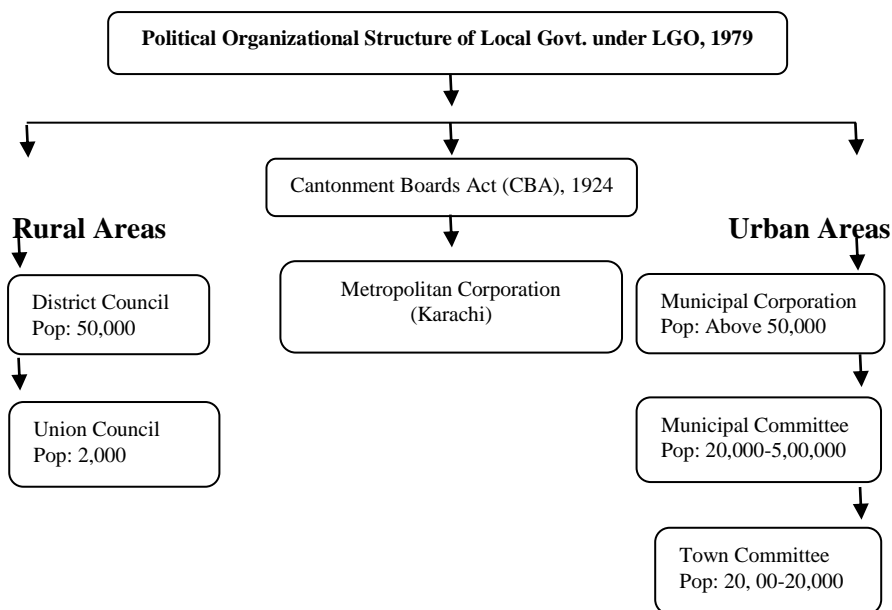 Political Organizational Structure of Local Govt. under LGO, 1979
Cantonment Boards Act (CBA), 1924
Rural Areas
Urban Areas
District Council
Pop: 50,000
Metropolitan Corporation
(Karachi)
Municipal Corporation
Pop: Above 50,000
Union Council
Pop: 2,000
Municipal Committee
Pop: 20,000-5,00,000
Town Committee
Pop: 20, 00-20,000